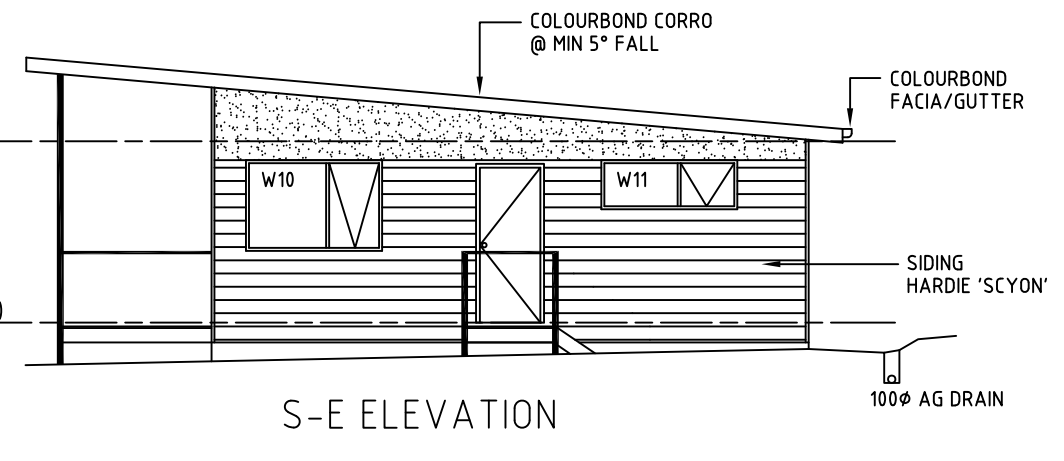 COLOURBOND CORRO
@ MIN 5° FALL
COLOURBOND
FACIA/GUTTER
W10
W11
SIDING
HARDIE 'SCYON'
)
100Ø AG DRAIN
S-E ELEVATION